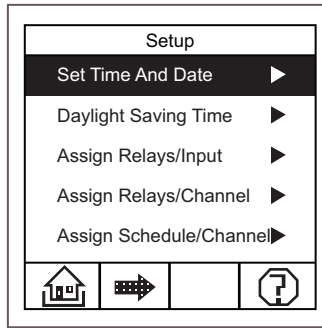 Setup
Set Time And Date
Daylight Saving Time
Assign Relays/Input
Assign Relays/Channel
Assign Schedule/Channel
?